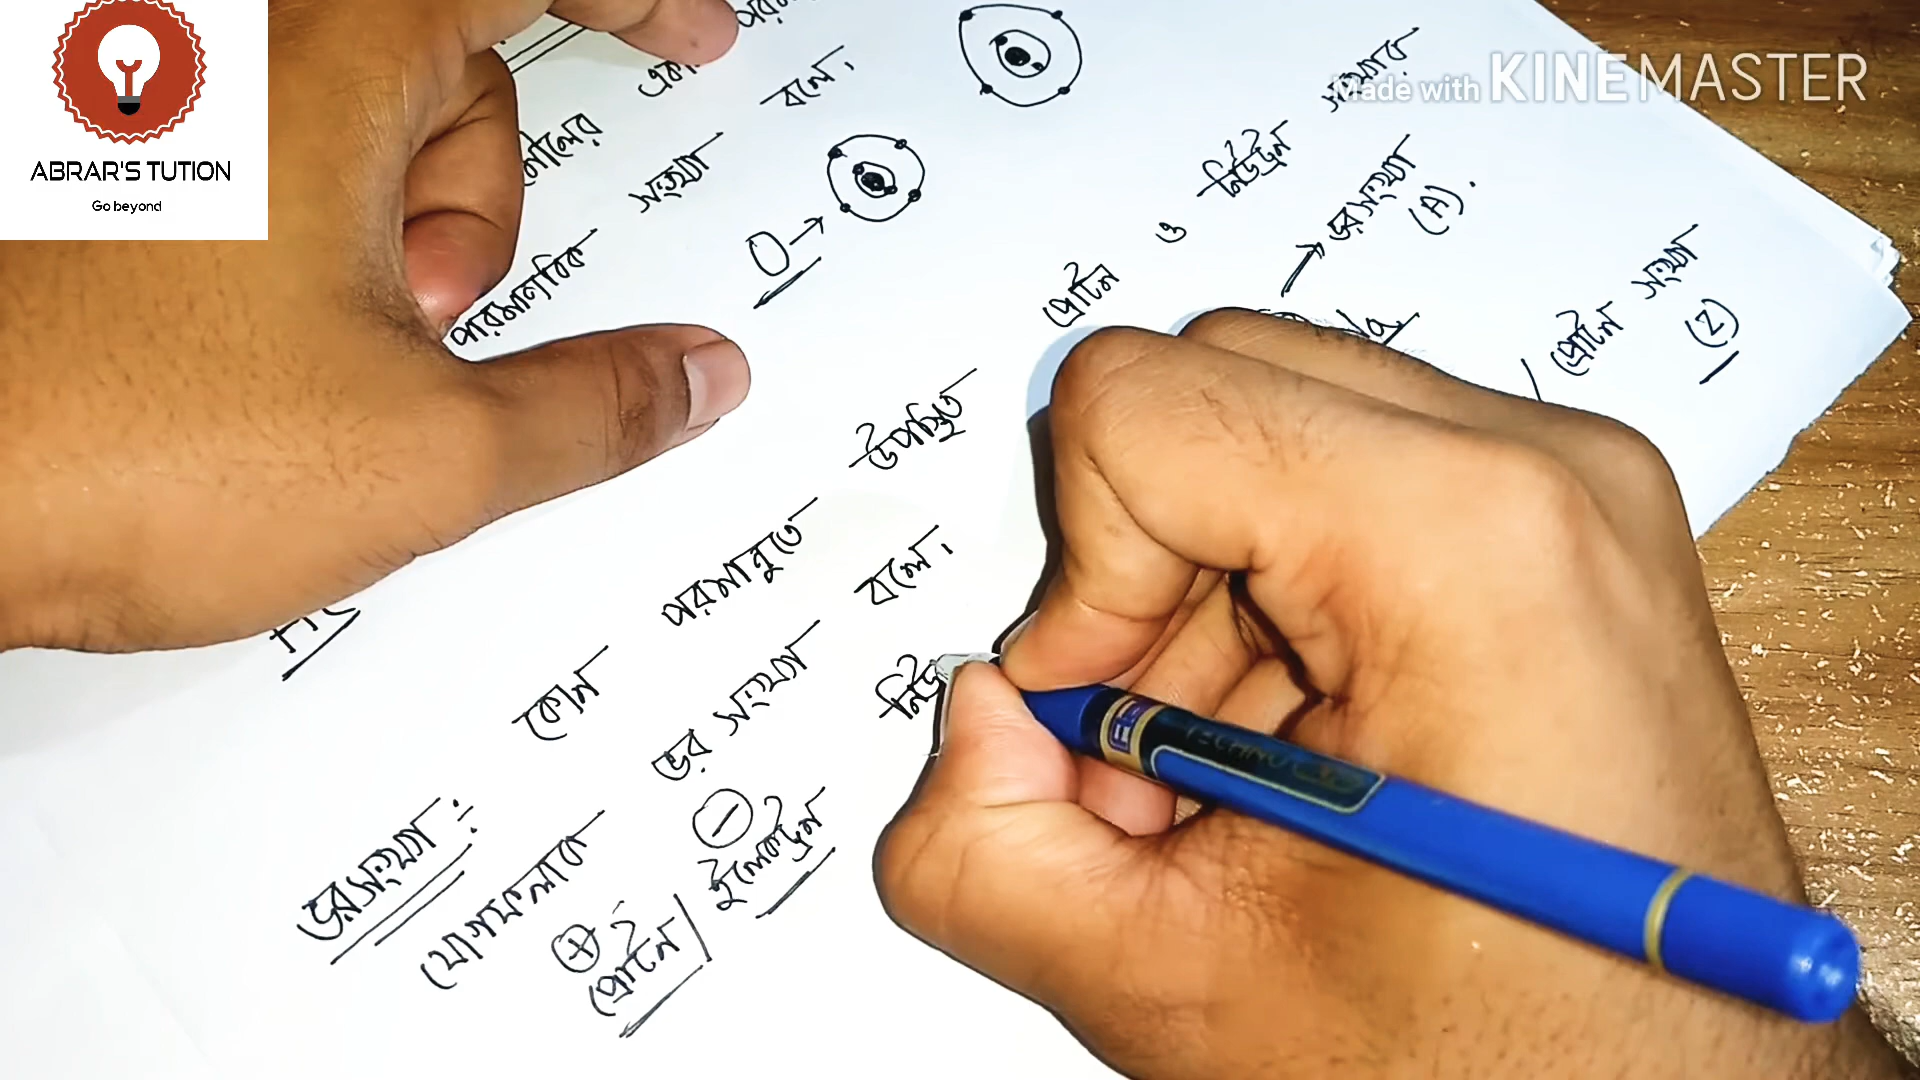 ABRAR'S TUTION
Go beyond
Made with KINEMASTER
মৌলের
পারমাণবিক সংখ্যা বলে।
O →
ভরসংখ্যা := কোন পরমানুতে উপস্থিত প্রোটন ও নিউট্রন সংখ্যার
যোগফলকে ভর সংখ্যা বলে।
→ ভরসংখ্যা
(A).
প্রোটন সংখ্যা
(Z)
+ −
প্রোটন / ইলেকট্রন নিউ